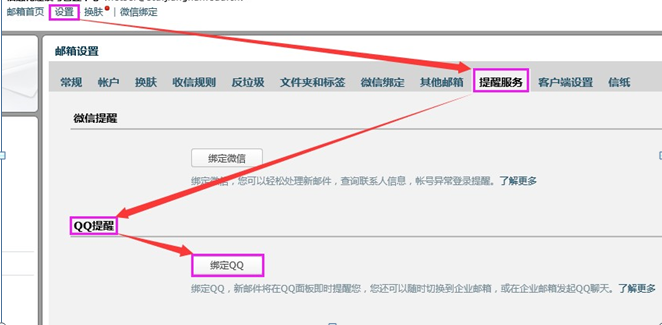 邮箱首页 | 设置 | 换肤 | 微信绑定
邮箱设置
常规 帐户 换肤 收信规则 反垃圾 文件夹和标签 微信绑定 其他邮箱 提醒服务 客户端设置 信纸
微信提醒
绑定微信
绑定微信，您可以轻松处理新邮件，查询联系人信息，帐号异常登录提醒。了解更多
QQ提醒
绑定QQ
绑定QQ，新邮件将在QQ面板即时提醒您，您还可以随时切换到企业邮箱，或在企业邮箱发起QQ聊天。了解更多